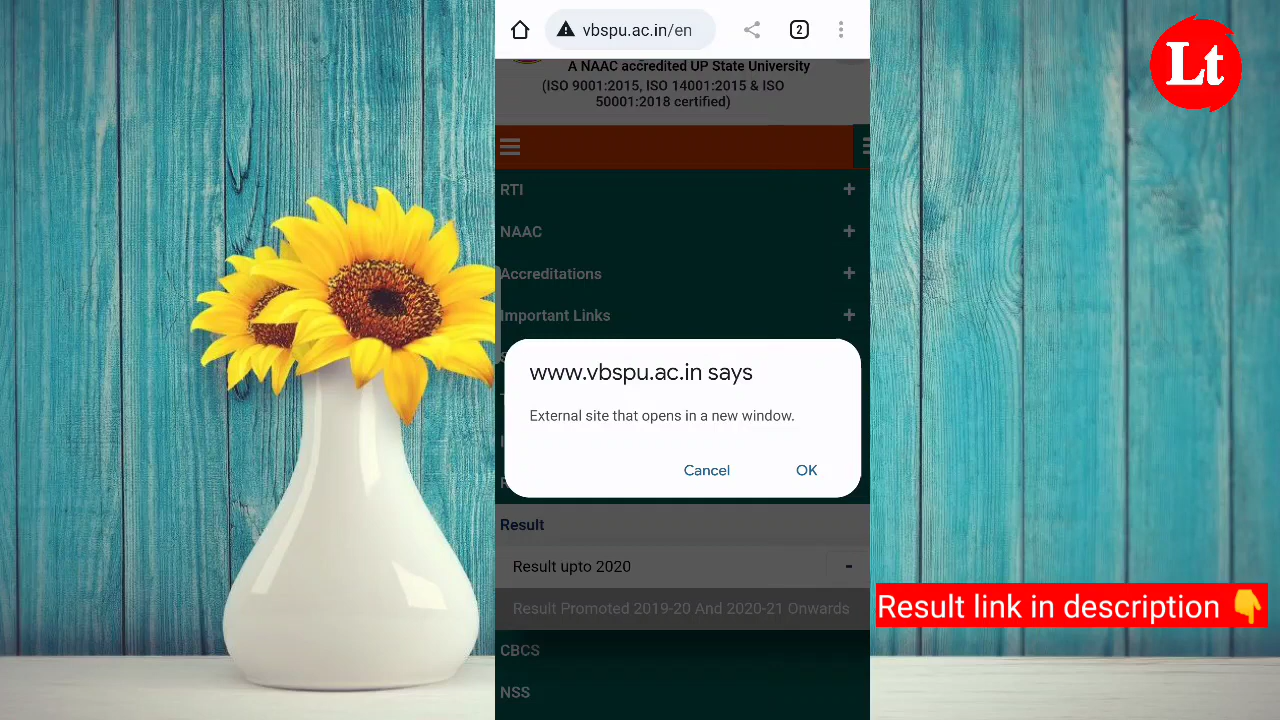 vbspu.ac.in/en
2
Lt
A NAAC accredited UP State University
(ISO 9001:2015, ISO 14001:2015 & ISO
50001:2018 certified)
RTI +
NAAC +
Accreditations +
Important Links +
www.vbspu.ac.in says
External site that opens in a new window.
Cancel OK
Result
Result upto 2020 -
Result Promoted 2019-20 And 2020-21 Onwards
Result link in description 👇
CBCS
NSS